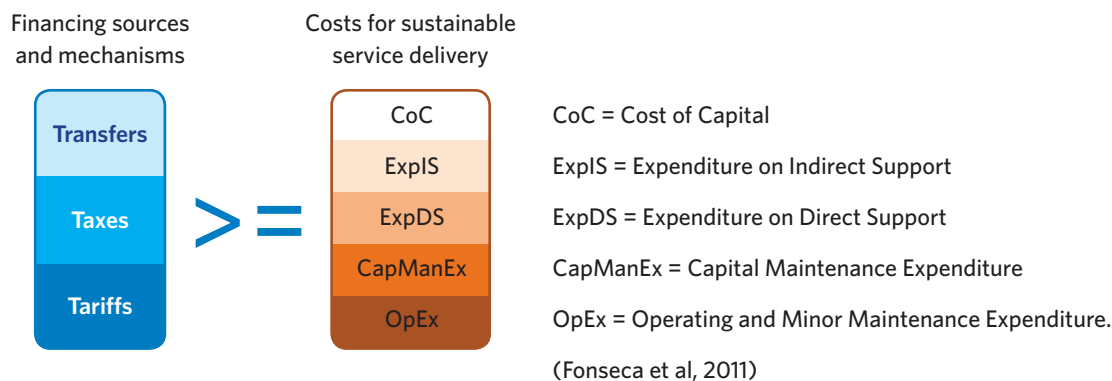 Financing sources
and mechanisms
Transfers
Taxes
Tariffs
> =
Costs for sustainable
service delivery
CoC
ExpIS
ExpDS
CapManEx
OpEx
CoC = Cost of Capital
ExpIS = Expenditure on Indirect Support
ExpDS = Expenditure on Direct Support
CapManEx = Capital Maintenance Expenditure
OpEx = Operating and Minor Maintenance Expenditure.
(Fonseca et al, 2011)